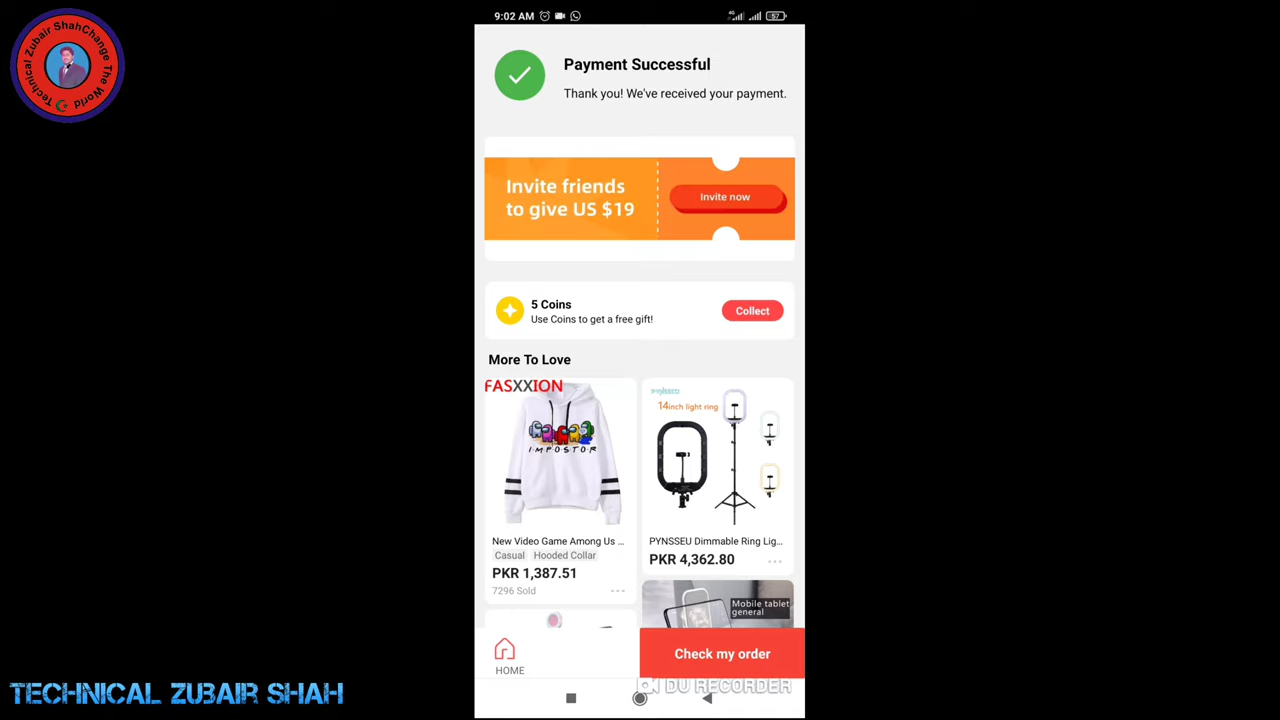 Technical Zubair Shah Change The World
9:02 AM
4G
57
Payment Successful
Thank you! We've received your payment.
Invite friends
to give US $19
Invite now
5 Coins
Use Coins to get a free gift!
Collect
More To Love
FASXXION
IMPOSTOR
New Video Game Among Us ...
Casual Hooded Collar
PKR 1,387.51
7296 Sold
PYNSSEU
14inch light ring
PYNSSEU Dimmable Ring Lig...
PKR 4,362.80
Mobile tablet
general
HOME
Check my order
DU RECORDER
TECHNICAL ZUBAIR SHAH